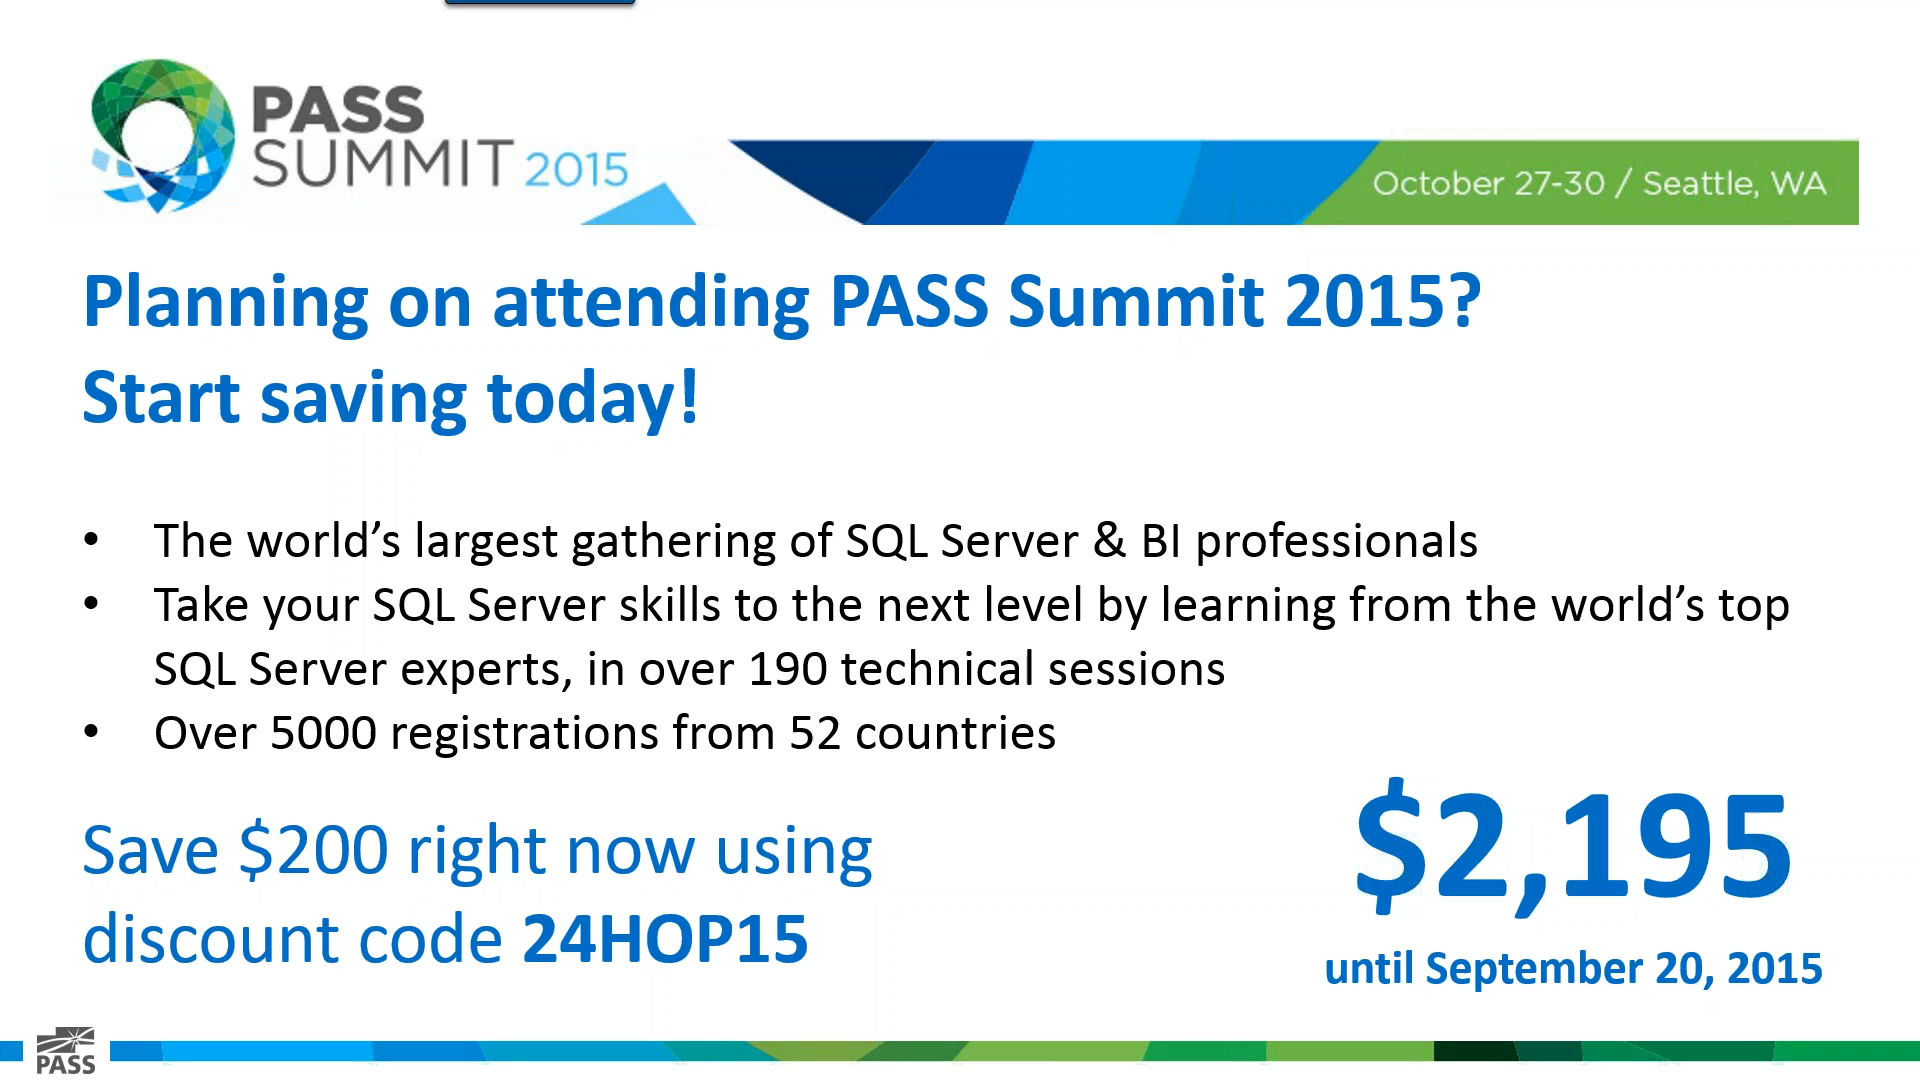 PASS
SUMMIT 2015
October 27-30 / Seattle, WA
Planning on attending PASS Summit 2015?
Start saving today!
• The world’s largest gathering of SQL Server & BI professionals
• Take your SQL Server skills to the next level by learning from the world’s top
SQL Server experts, in over 190 technical sessions
• Over 5000 registrations from 52 countries
Save $200 right now using
discount code 24HOP15
$2,195
until September 20, 2015
PASS